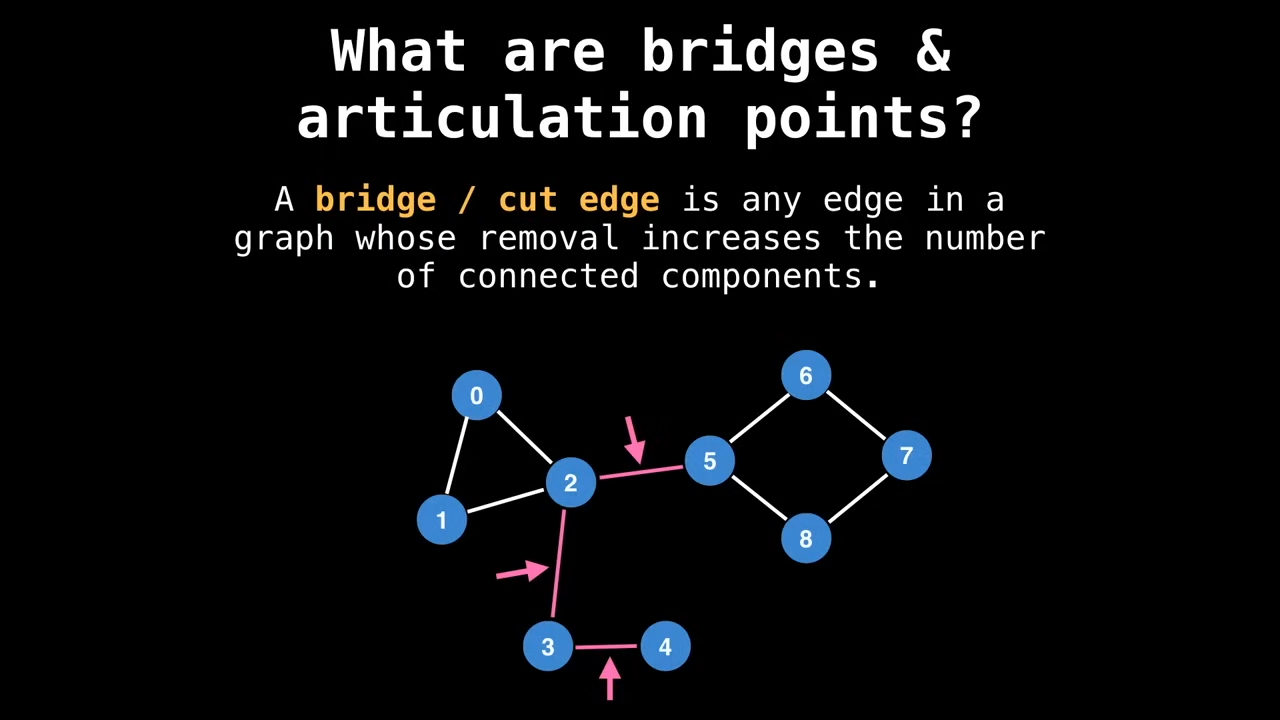 What are bridges &
articulation points?
A bridge / cut edge is any edge in a
graph whose removal increases the number
of connected components.
0
6
7
5
2
1
8
3
4